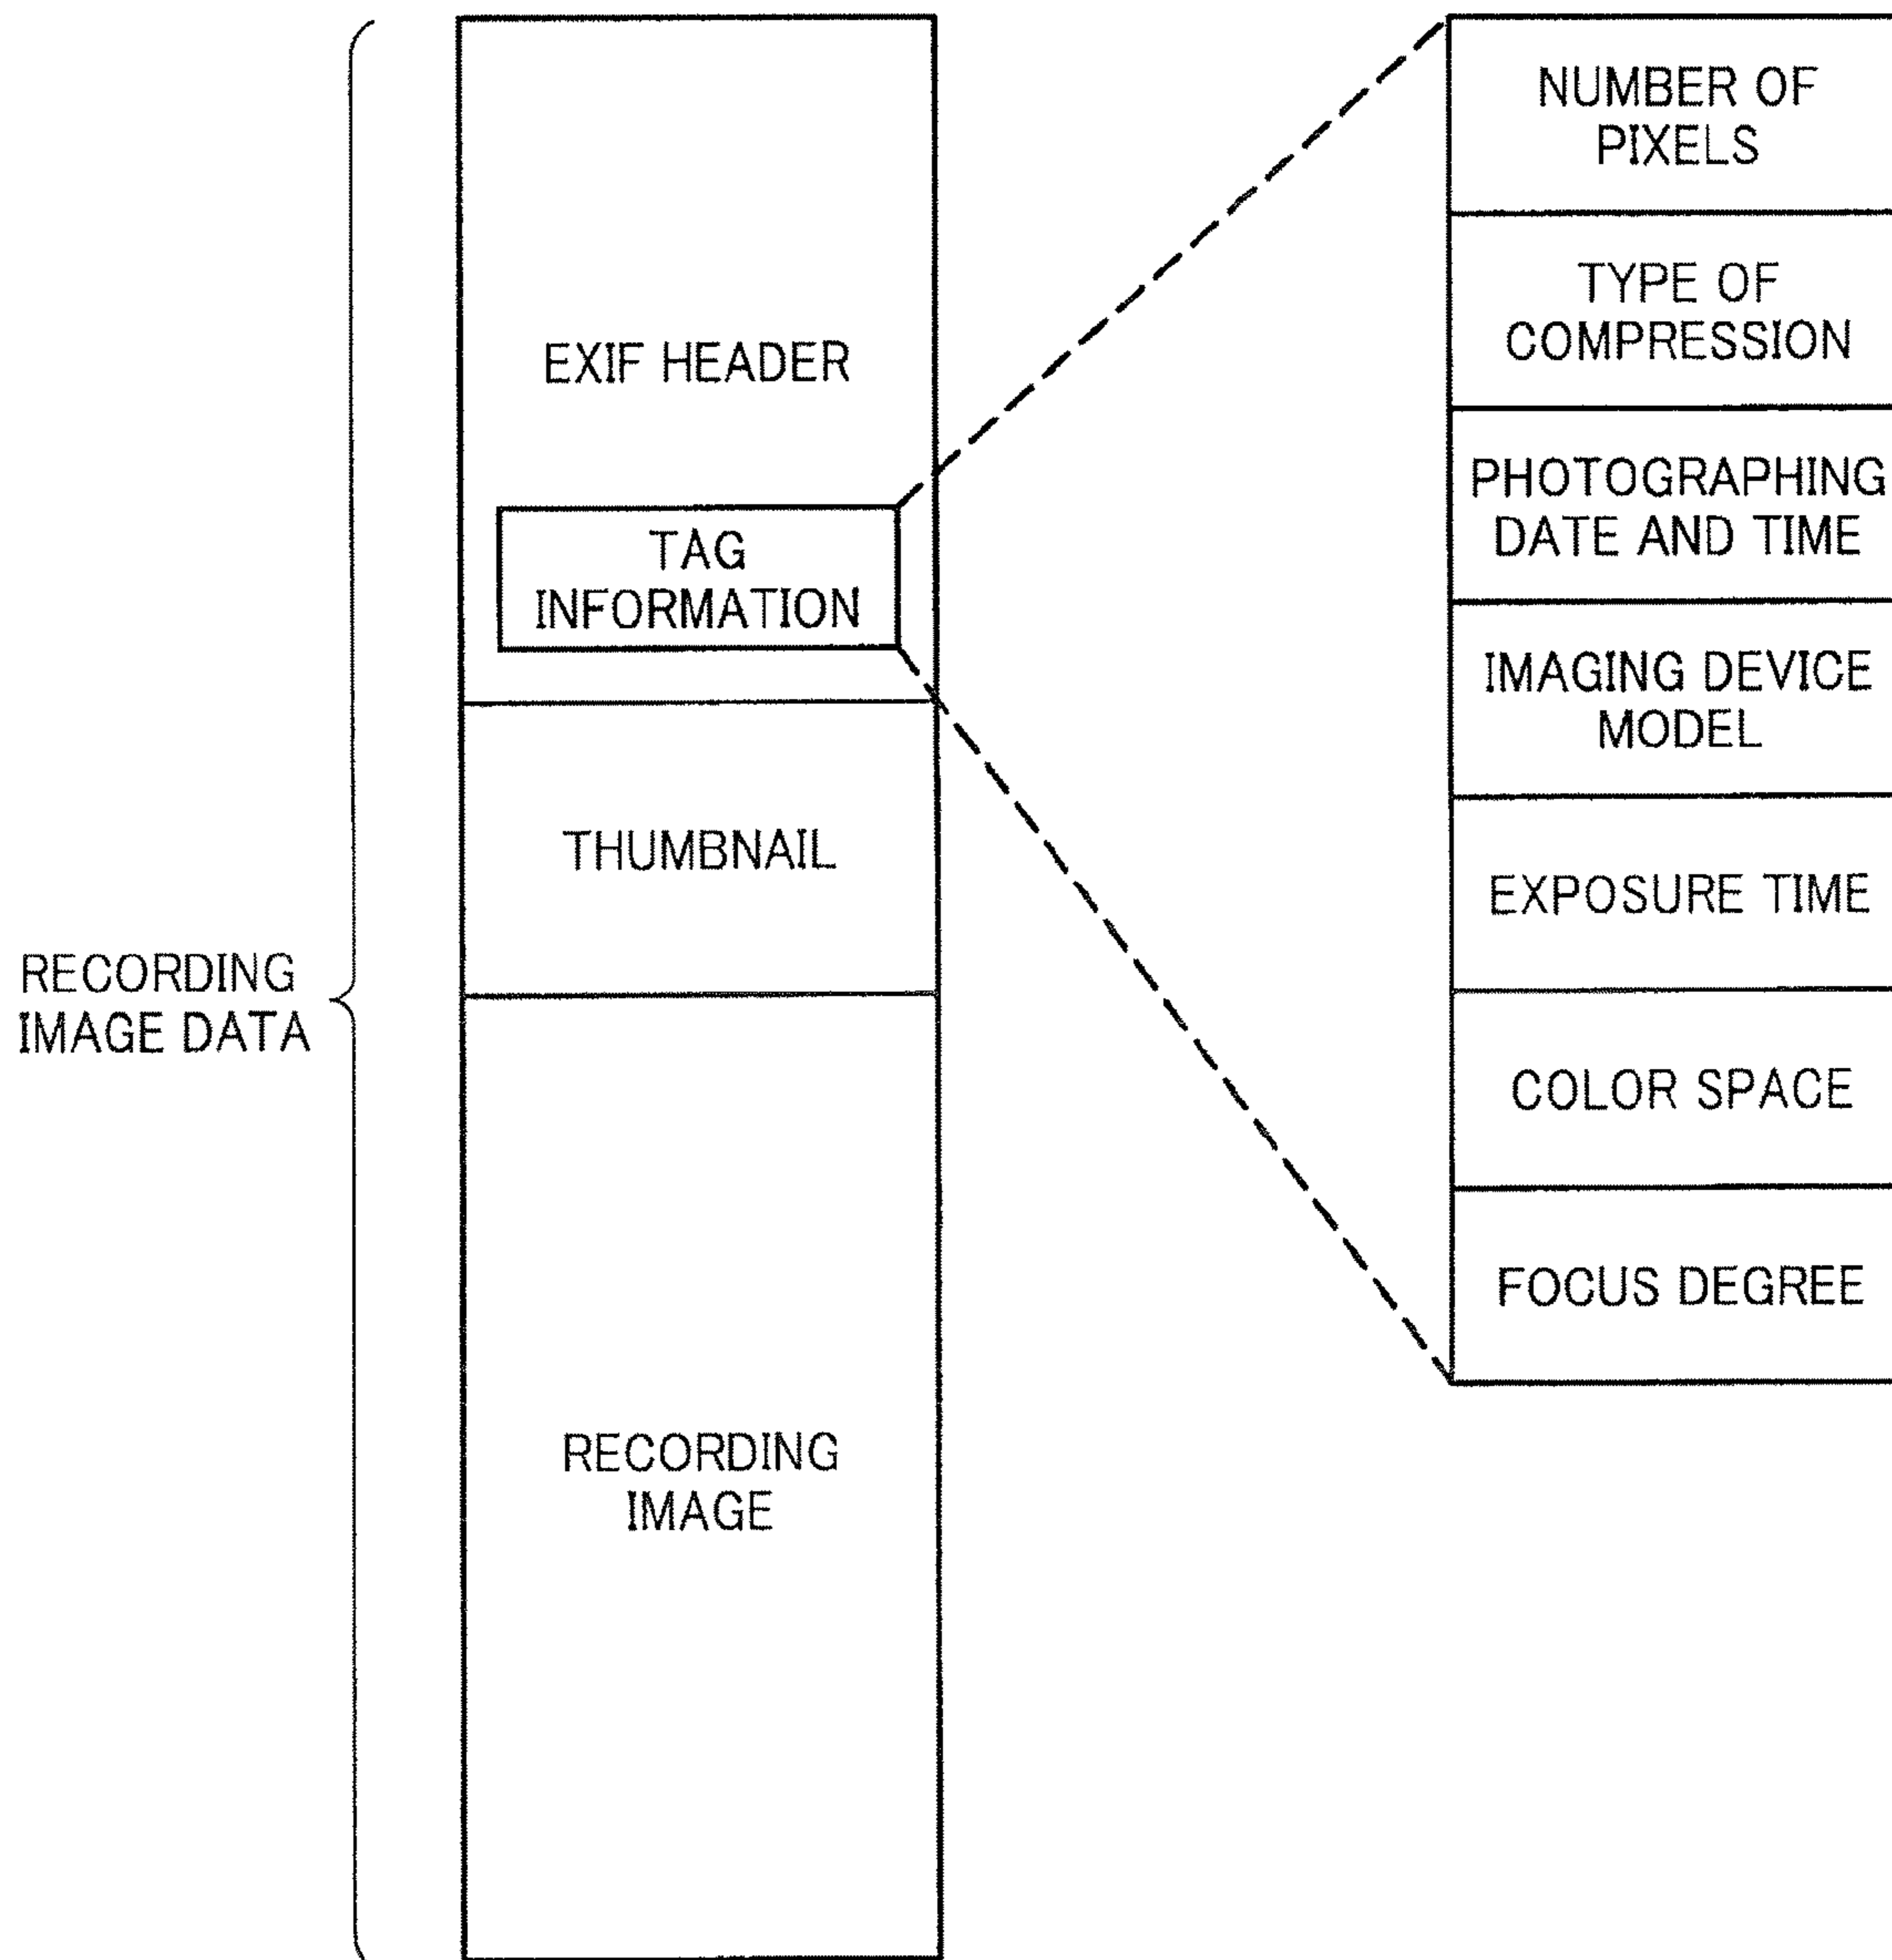 RECORDING
IMAGE DATA
EXIF HEADER
TAG
INFORMATION
THUMBNAIL
RECORDING
IMAGE
NUMBER OF
PIXELS
TYPE OF
COMPRESSION
PHOTOGRAPHING
DATE AND TIME
IMAGING DEVICE
MODEL
EXPOSURE TIME
COLOR SPACE
FOCUS DEGREE